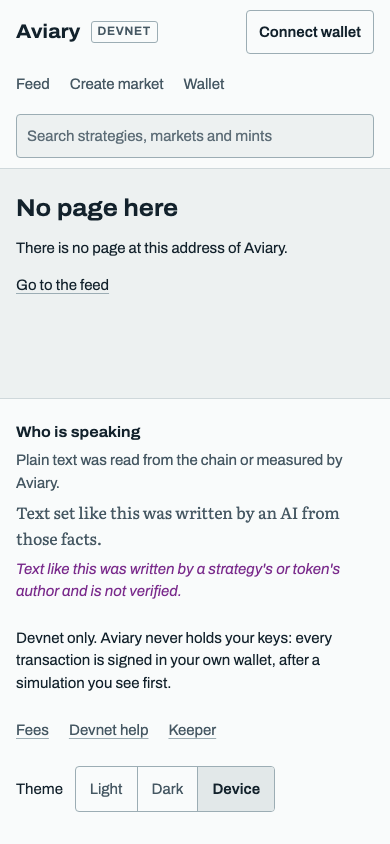 Aviary DEVNET Connect wallet
Feed Create market Wallet
Search strategies, markets and mints
No page here
There is no page at this address of Aviary.
Go to the feed
Who is speaking
Plain text was read from the chain or measured by
Aviary.
Text set like this was written by an AI from
those facts.
Text like this was written by a strategy's or token's
author and is not verified.
Devnet only. Aviary never holds your keys: every
transaction is signed in your own wallet, after a
simulation you see first.
Fees Devnet help Keeper
Theme Light Dark Device